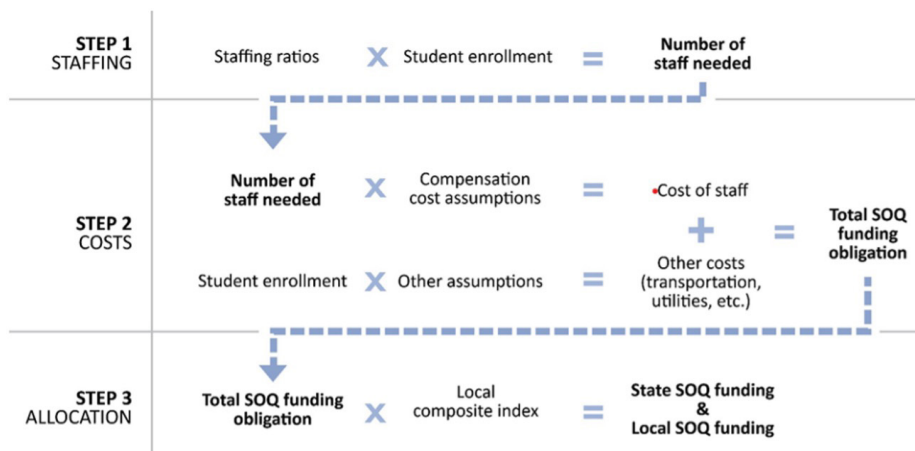 STEP 1
STAFFING
Staffing ratios X Student enrollment = Number of
staff needed
STEP 2
COSTS
Number of
staff needed
X
Compensation
cost assumptions
=
Cost of staff
+
Student enrollment X Other assumptions =
Other costs
(transportation,
utilities, etc.)
=
Total SOQ
funding
obligation
STEP 3
ALLOCATION
Total SOQ funding
obligation
X
Local
composite index
=
State SOQ funding
&
Local SOQ funding